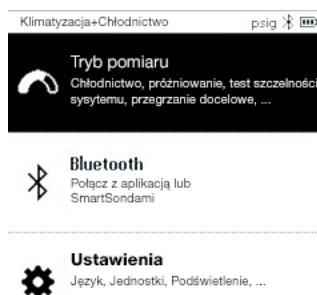 Klimatyzacja+Chłodnictwo psig
Tryb pomiaru
Chłodnictwo, próżniowanie, test szczelności
sysytemu, przegrzanie docelowe, ...
Bluetooth
Połącz z aplikacją lub
SmartSondami
Ustawienia
Język, Jednostki, Podświetlenie, ...